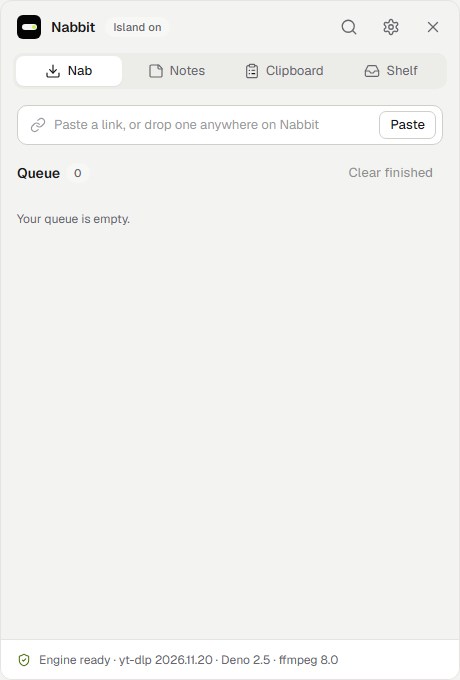 Nabbit Island on
Nab Notes Clipboard Shelf
Paste a link, or drop one anywhere on Nabbit Paste
Queue 0 Clear finished
Your queue is empty.
Engine ready · yt-dlp 2026.11.20 · Deno 2.5 · ffmpeg 8.0